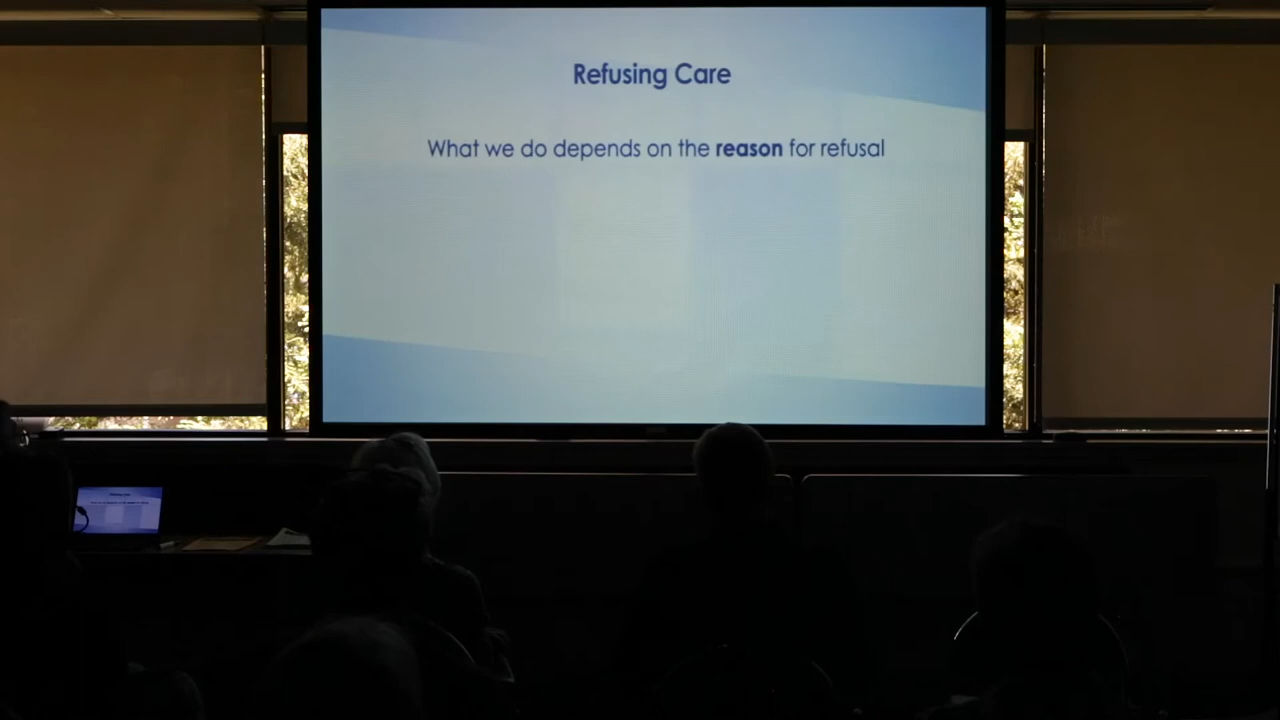 Refusing Care
What we do depends on the reason for refusal